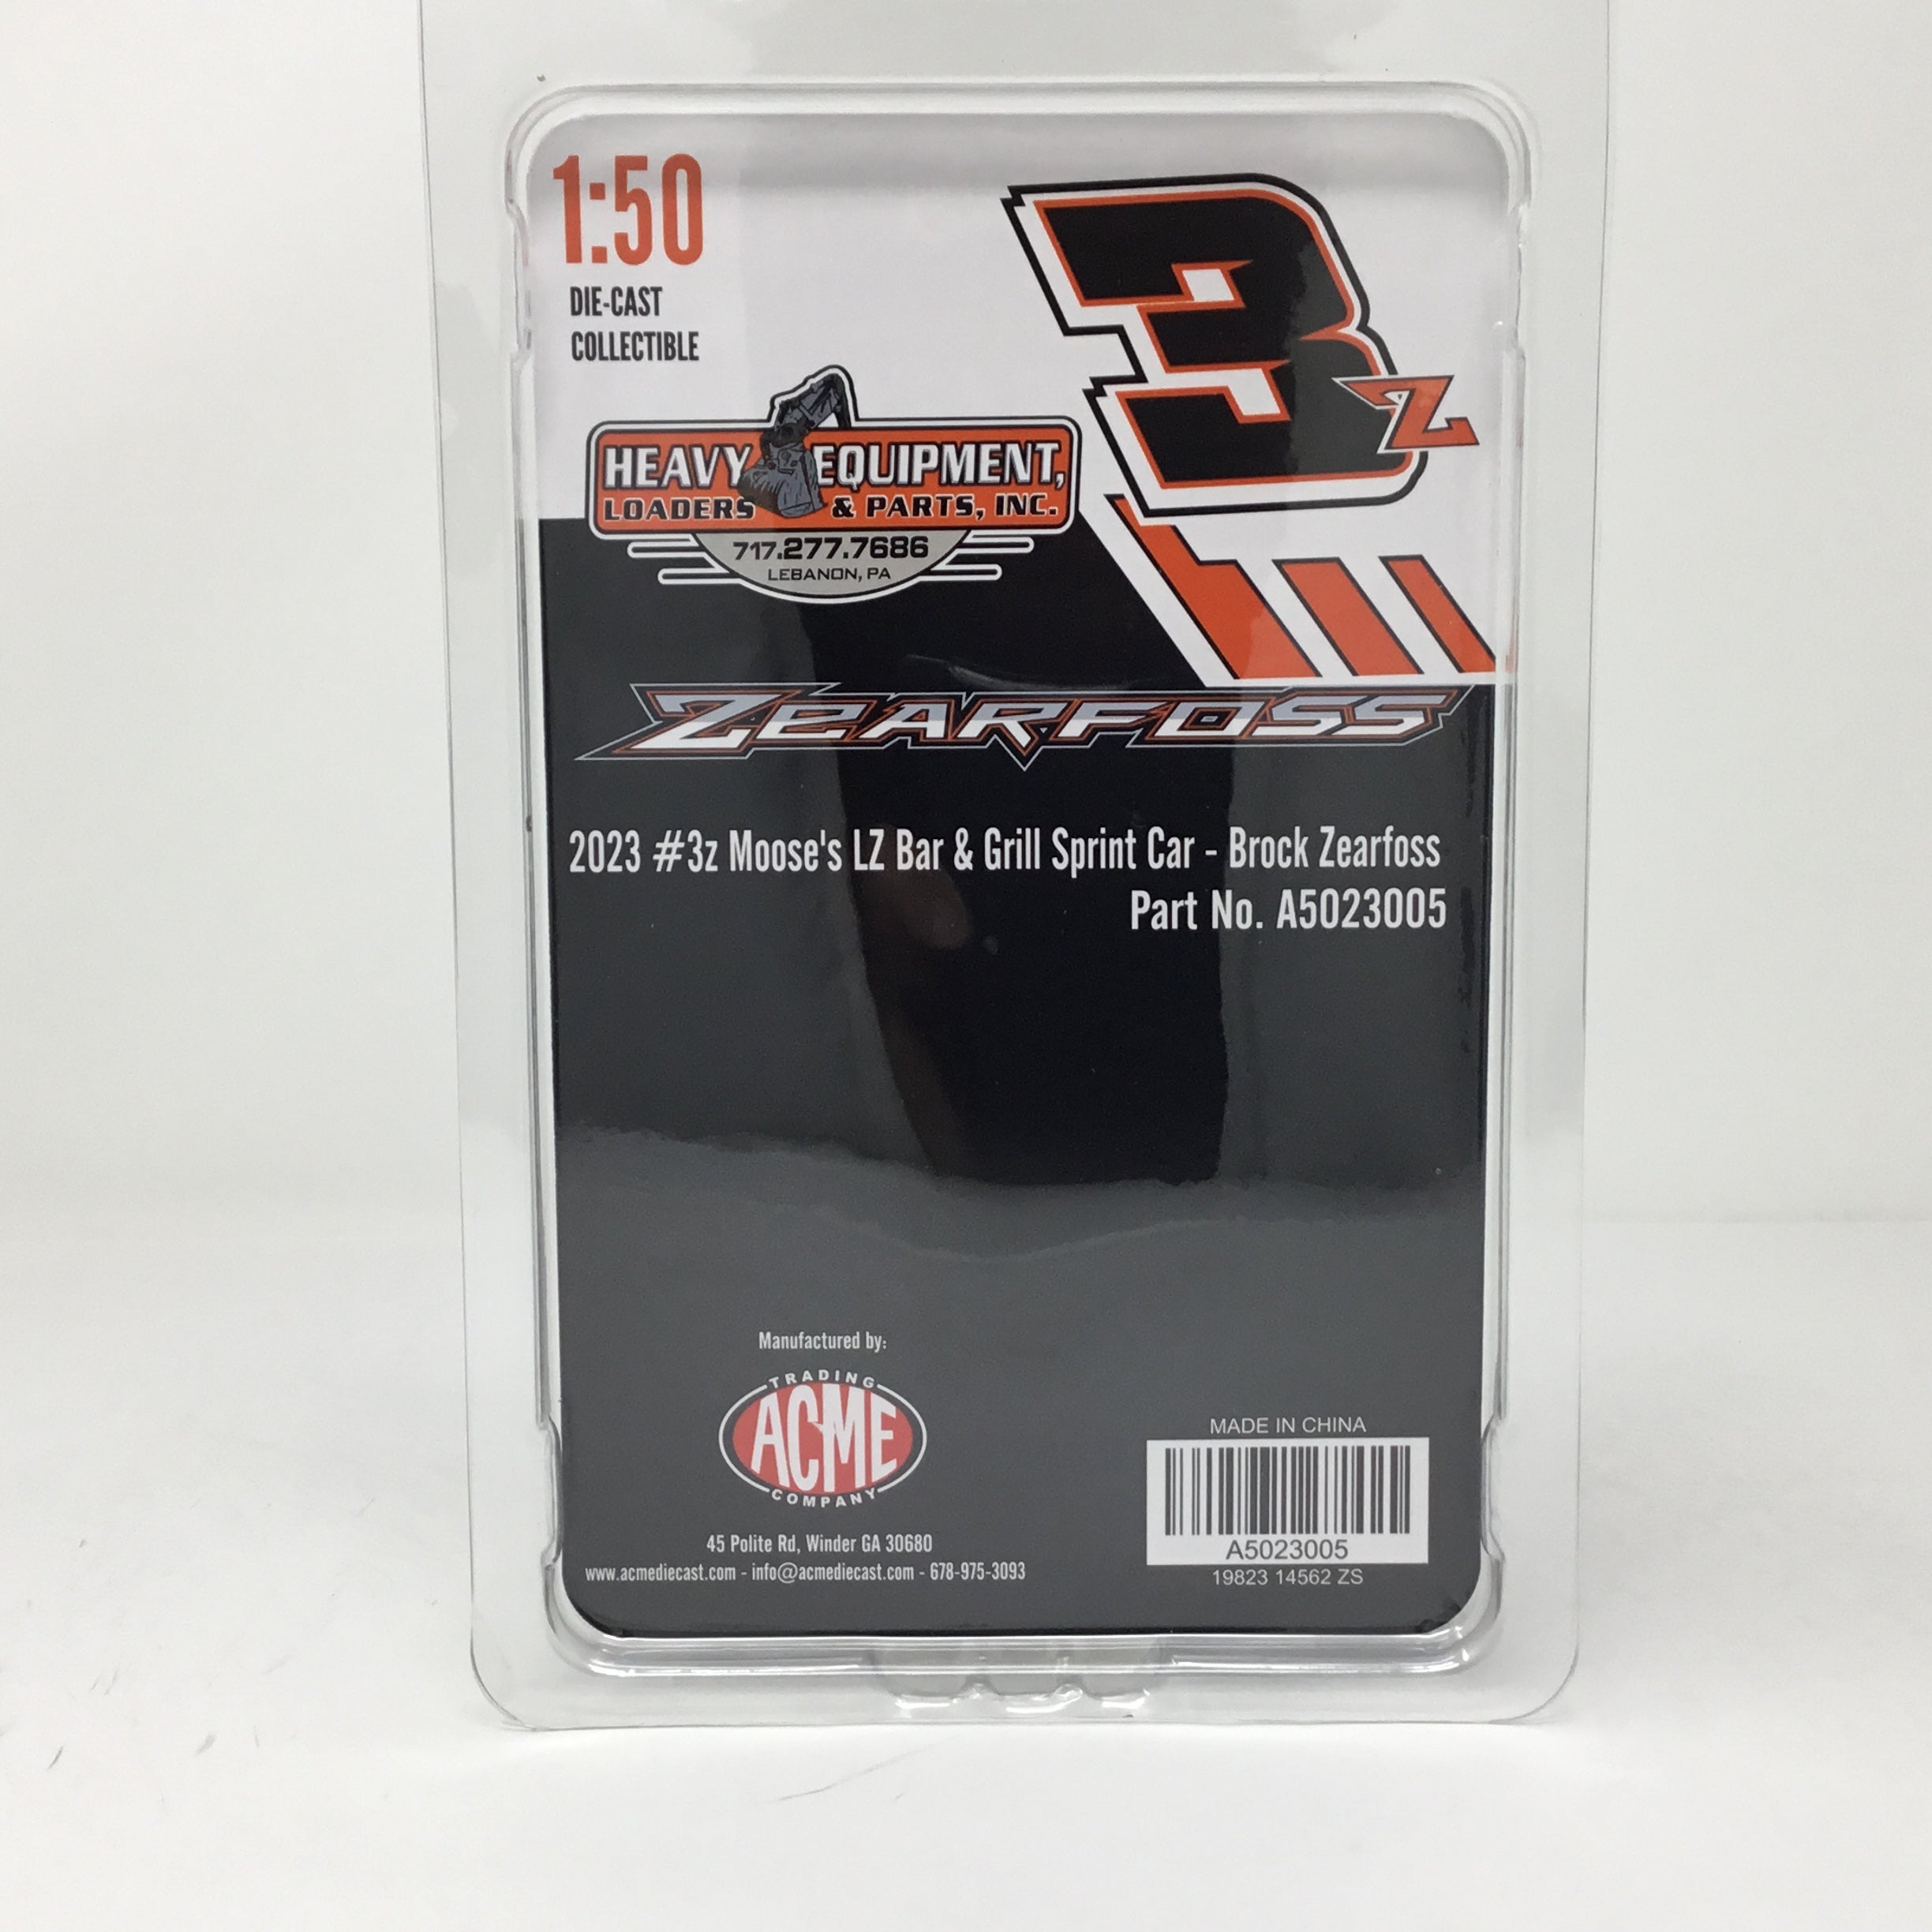 1:50
DIE-CAST
COLLECTIBLE
3z
HEAVY EQUIPMENT,
LOADERS & PARTS, INC.
717.277.7686
LEBANON, PA
ZeARFOSS
2023 #3z Moose's LZ Bar & Grill Sprint Car - Brock Zearfoss
Part No. A5023005
Manufactured by:
TRADING
ACME
COMPANY
45 Polite Rd, Winder GA 30680
www.acmediecast.com - info@acmediecast.com - 678-975-3093
MADE IN CHINA
A5023005
19823 14562 ZS